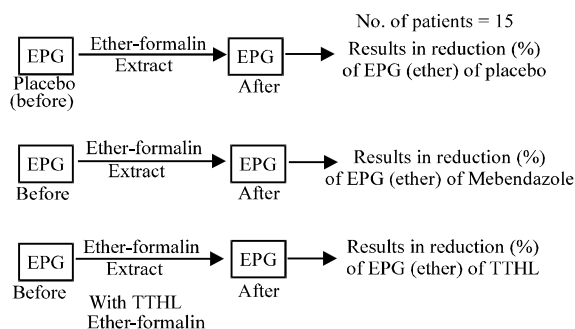 No. of patients = 15
EPG Ether-formalin Extract EPG Results in reduction (%)
of EPG (ether) of placebo
Placebo
(before)
After
EPG Ether-formalin Extract EPG Results in reduction (%)
of EPG (ether) of Mebendazole
Before
After
EPG Ether-formalin Extract EPG Results in reduction (%)
of EPG (ether) of TTHL
Before
After
With TTHL
Ether-formalin